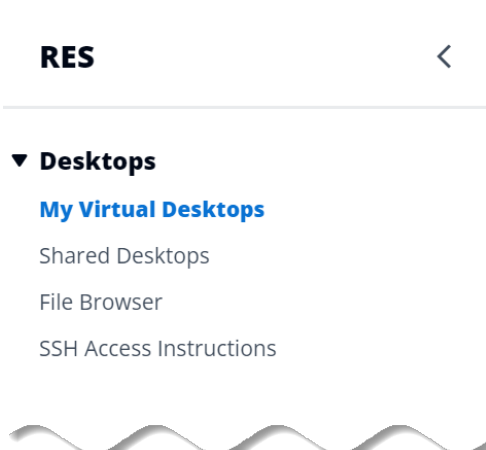 RES
Desktops
My Virtual Desktops
Shared Desktops
File Browser
SSH Access Instructions